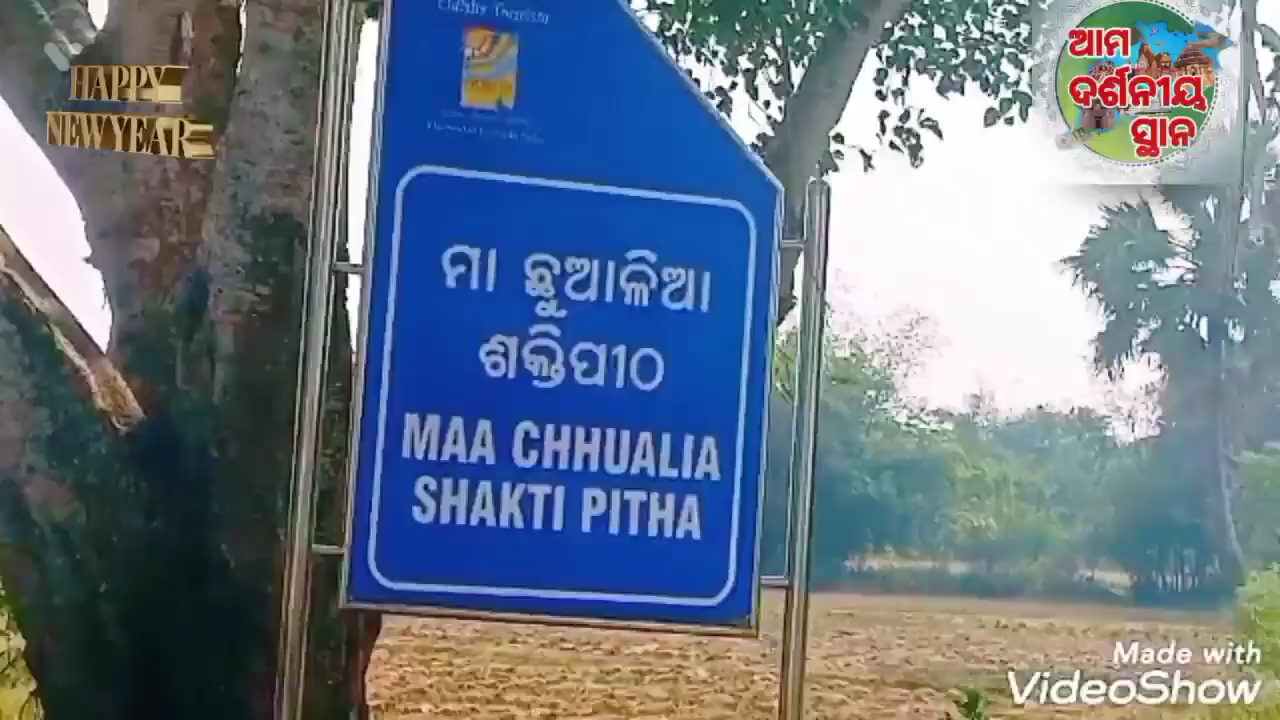 HAPPY
NEW YEAR
ଆମ
ଦର୍ଶନୀୟ
ସ୍ଥାନ
ମା ଛୁଆଳିଆ
ଶକ୍ତିପୀଠ
MAA CHHUALIA
SHAKTI PITHA
Made with
VideoShow